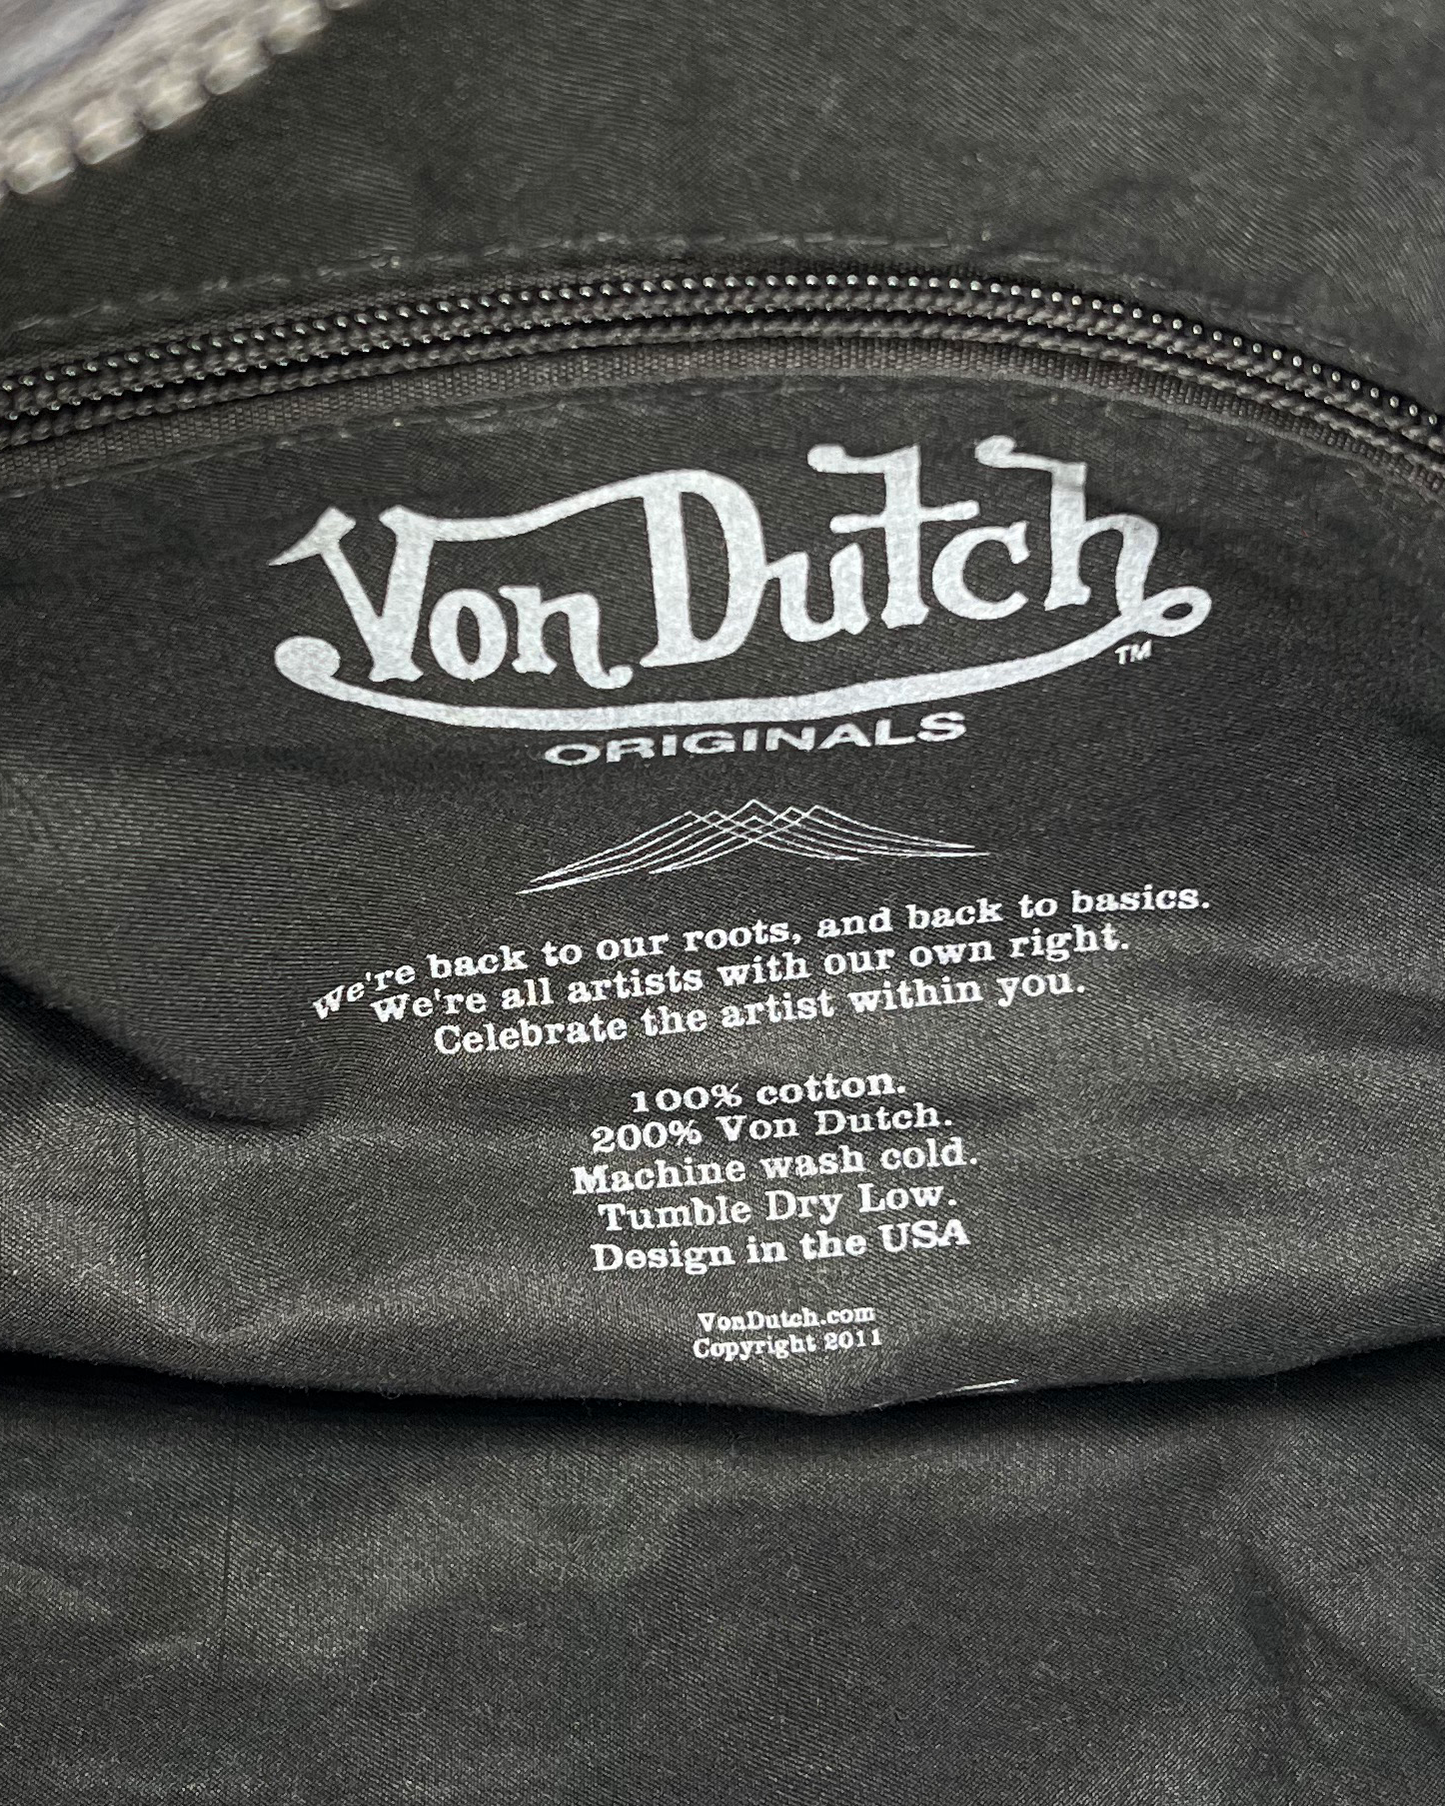 Von Dutch
TM
ORIGINALS
We're back to our roots, and back to basics.
We're all artists with our own right.
Celebrate the artist within you.
100% cotton.
200% Von Dutch.
Machine wash cold.
Tumble Dry Low.
Design in the USA
VonDutch.com
Copyright 2011